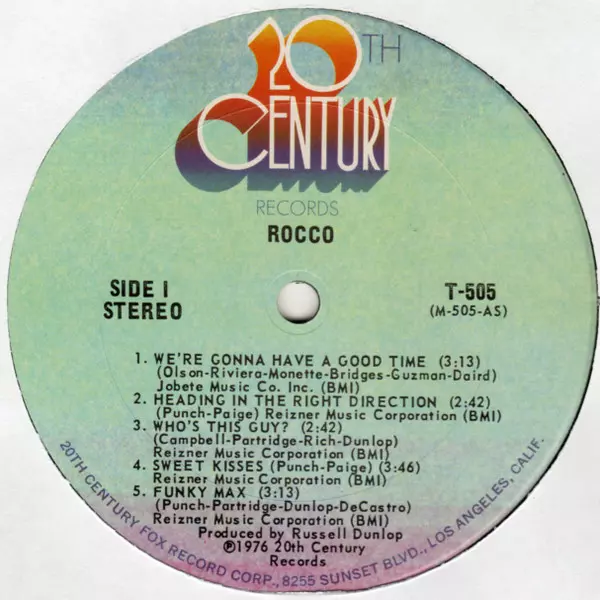 20TH
CENTURY
RECORDS
ROCCO
SIDE I
STEREO
T-505
(M-505-AS)
1. WE'RE GONNA HAVE A GOOD TIME (3:13)
(Olson-Riviera-Monette-Bridges-Guzman-Daird)
Jobete Music Co. Inc. (BMI)
2. HEADING IN THE RIGHT DIRECTION (2:42)
(Punch-Paige) Reizner Music Corporation (BMI)
3. WHO'S THIS GUY? (2:42)
(Campbell-Partridge-Rich-Dunlop)
Reizner Music Corporation (BMI)
4. SWEET KISSES (Punch-Paige) (3:46)
Reizner Music Corporation (BMI)
5. FUNKY MAX (3:13)
(Punch-Partridge-Dunlop-DeCastro)
Reizner Music Corporation (BMI)
Produced by Russell Dunlop
℗1976 20th Century
Records
20TH CENTURY FOX RECORD CORP., 8255 SUNSET BLVD., LOS ANGELES, CALIF.